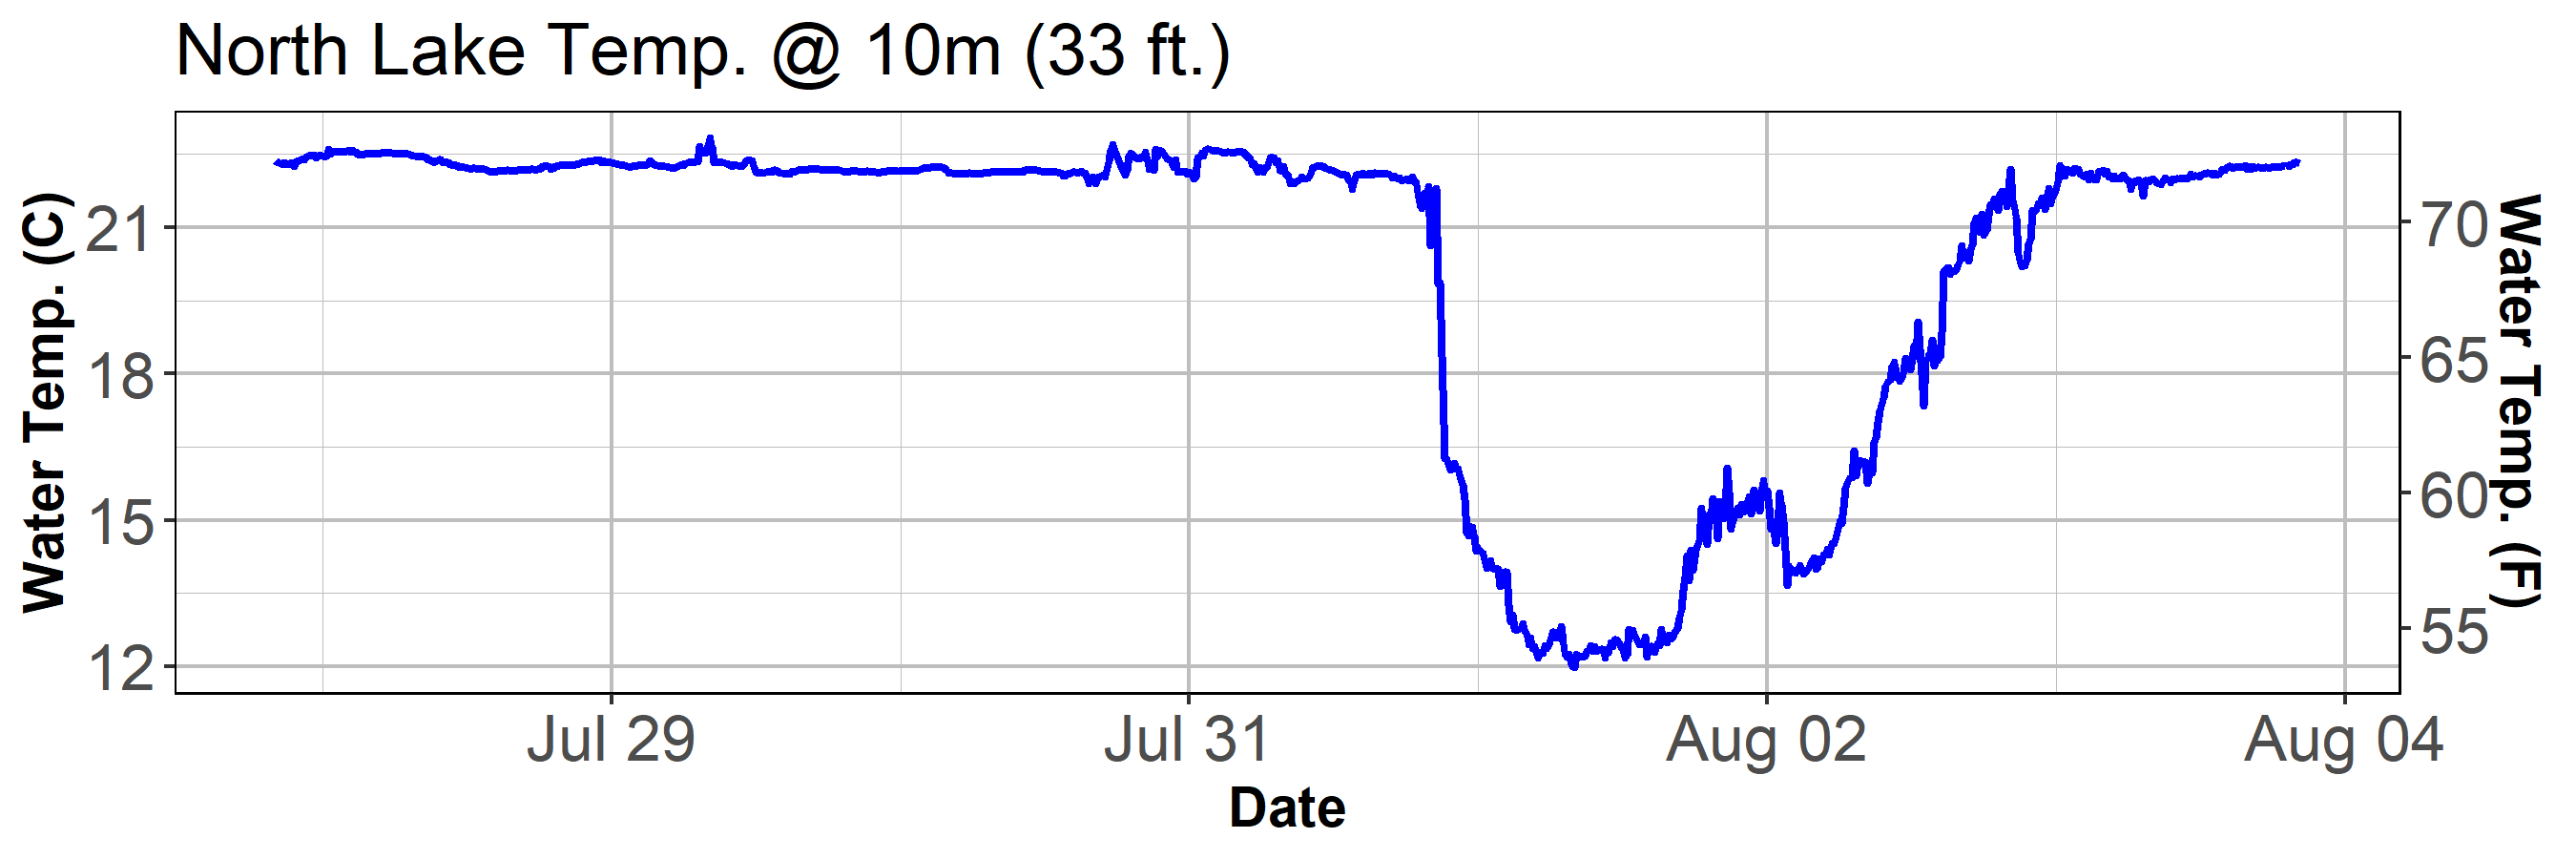 North Lake Temp. @ 10m (33 ft.)
Water Temp. (C)
21
18
15
12
70
65
60
55
Water Temp. (F)
Jul 29
Jul 31
Aug 02
Aug 04
Date